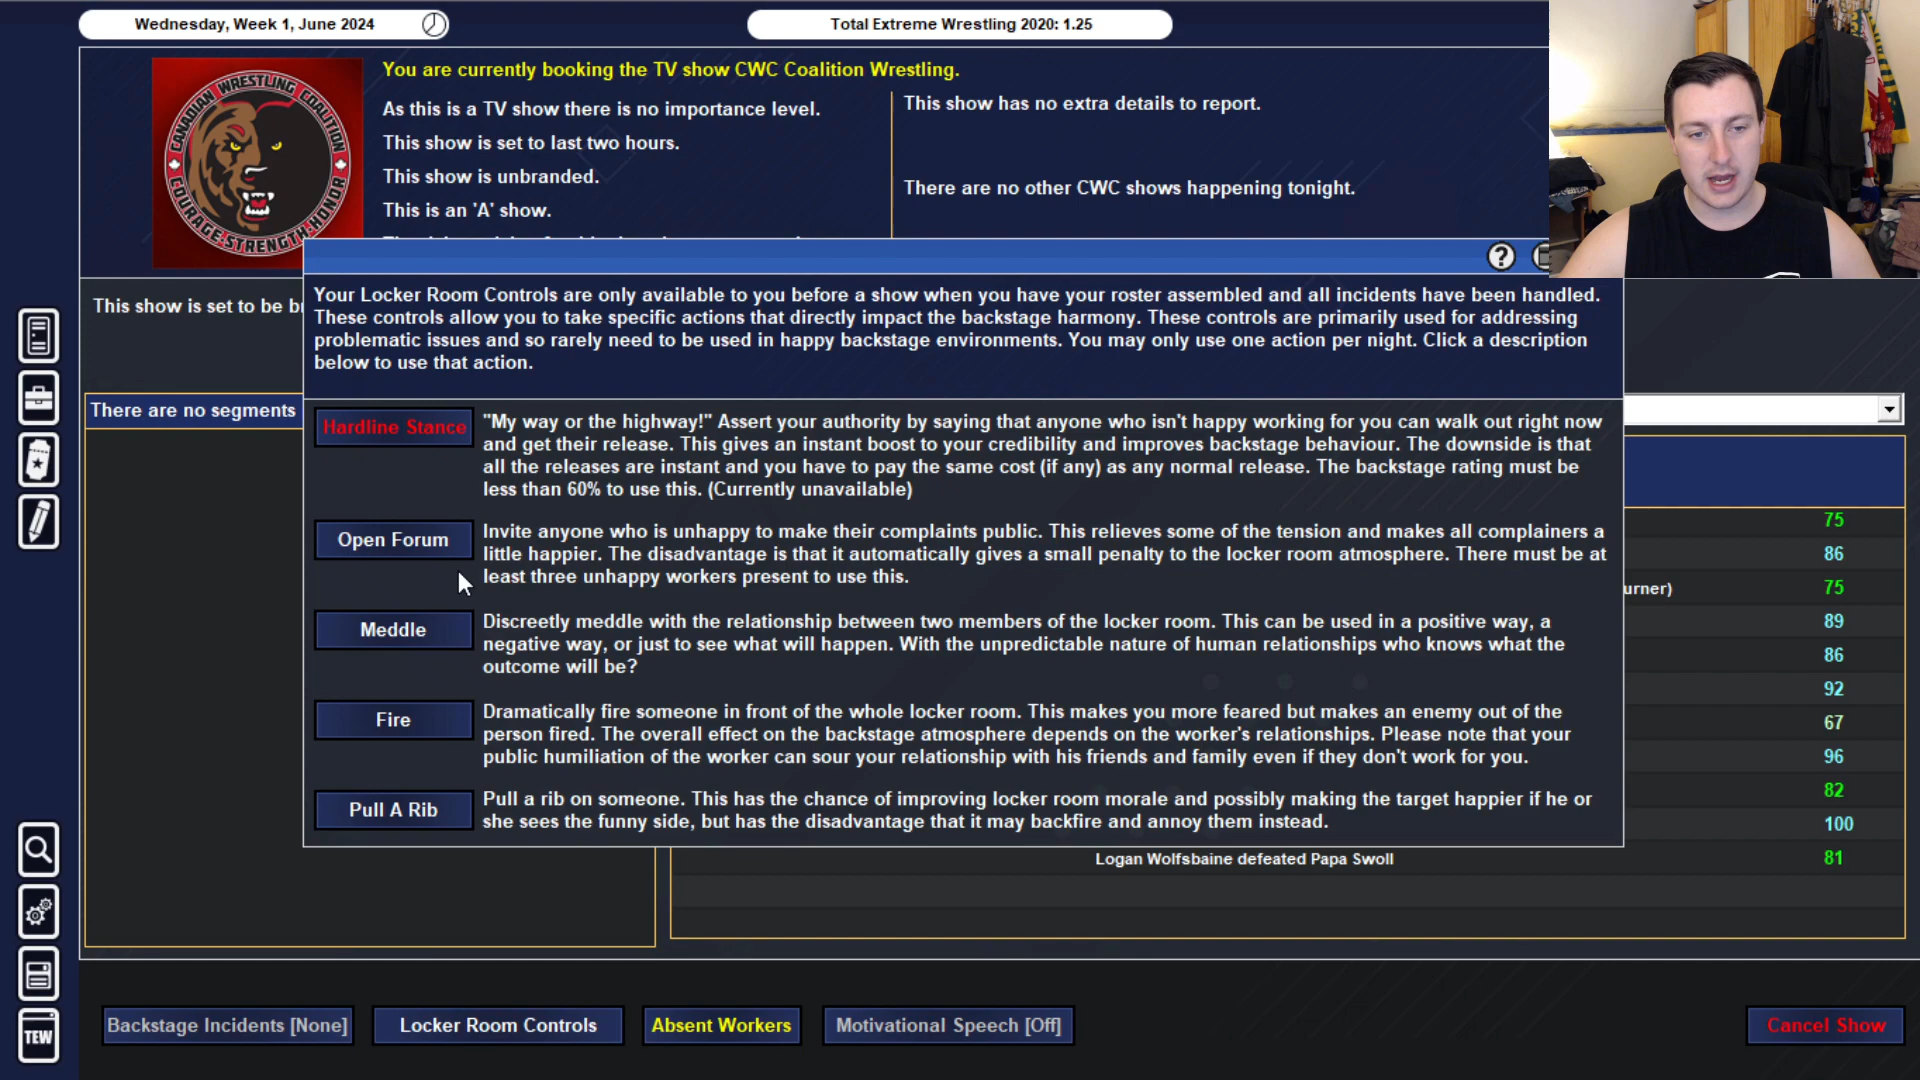 Wednesday, Week 1, June 2024
Total Extreme Wrestling 2020: 1.25
CANADIAN WRESTLING COALITION
COURAGE·STRENGTH·HONOR
You are currently booking the TV show CWC Coalition Wrestling.
As this is a TV show there is no importance level.
This show is set to last two hours.
This show is unbranded.
This is an 'A' show.
This show has no extra details to report.
There are no other CWC shows happening tonight.
This show is set to be
There are no segments
?
Your Locker Room Controls are only available to you before a show when you have your roster assembled and all incidents have been handled.
These controls allow you to take specific actions that directly impact the backstage harmony. These controls are primarily used for addressing
problematic issues and so rarely need to be used in happy backstage environments. You may only use one action per night. Click a description
below to use that action.
Hardline Stance
"My way or the highway!" Assert your authority by saying that anyone who isn't happy working for you can walk out right now
and get their release. This gives an instant boost to your credibility and improves backstage behaviour. The downside is that
all the releases are instant and you have to pay the same cost (if any) as any normal release. The backstage rating must be
less than 60% to use this. (Currently unavailable)
Open Forum
Invite anyone who is unhappy to make their complaints public. This relieves some of the tension and makes all complainers a
little happier. The disadvantage is that it automatically gives a small penalty to the locker room atmosphere. There must be at
least three unhappy workers present to use this.
Meddle
Discreetly meddle with the relationship between two members of the locker room. This can be used in a positive way, a
negative way, or just to see what will happen. With the unpredictable nature of human relationships who knows what the
outcome will be?
Fire
Dramatically fire someone in front of the whole locker room. This makes you more feared but makes an enemy out of the
person fired. The overall effect on the backstage atmosphere depends on the worker's relationships. Please note that your
public humiliation of the worker can sour your relationship with his friends and family even if they don't work for you.
Pull A Rib
Pull a rib on someone. This has the chance of improving locker room morale and possibly making the target happier if he or
she sees the funny side, but has the disadvantage that it may backfire and annoy them instead.
75
86
urner) 75
89
86
92
67
96
82
100
Logan Wolfsbaine defeated Papa Swoll 81
TEW
Backstage Incidents [None]
Locker Room Controls
Absent Workers
Motivational Speech [Off]
Cancel Show